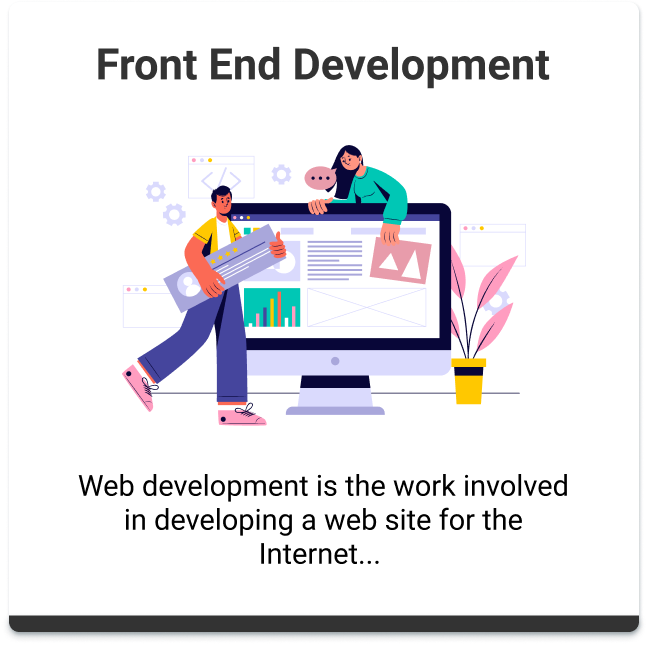 Front End Development
</>
Web development is the work involved
in developing a web site for the
Internet...